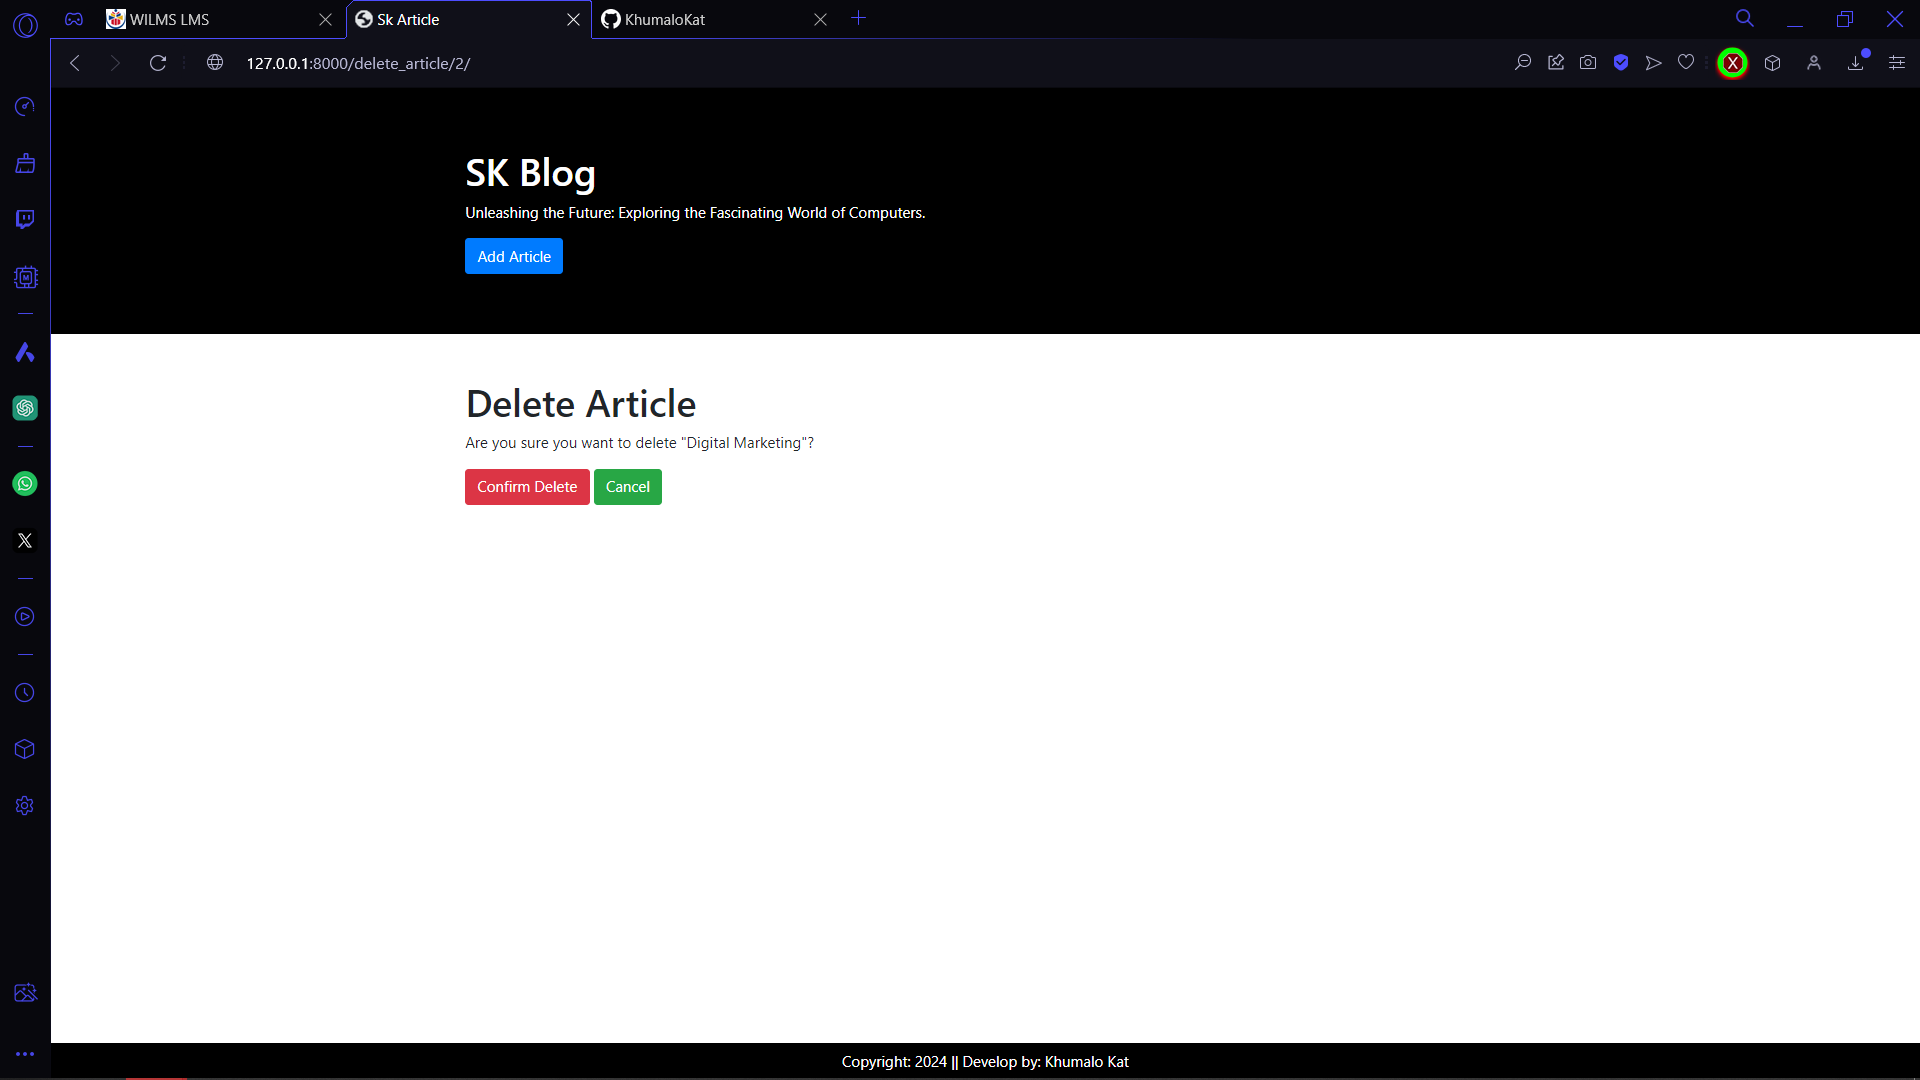 WILMS LMS
Sk Article
KhumaloKat
127.0.0.1:8000/delete_article/2/
SK Blog
Unleashing the Future: Exploring the Fascinating World of Computers.
Add Article
Delete Article
Are you sure you want to delete "Digital Marketing"?
Confirm Delete
Cancel
Copyright: 2024 || Develop by: Khumalo Kat